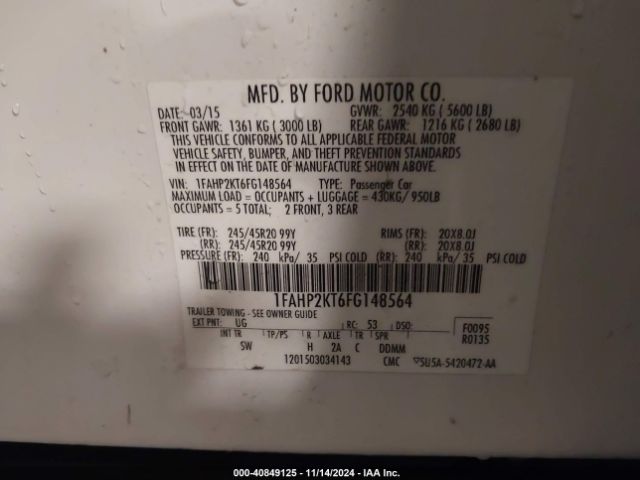 MFD. BY FORD MOTOR CO.
DATE: 03/15 GVWR: 2540 KG ( 5600 LB)
FRONT GAWR: 1361 KG ( 3000 LB) REAR GAWR: 1216 KG ( 2680 LB)
THIS VEHICLE CONFORMS TO ALL APPLICABLE FEDERAL MOTOR
VEHICLE SAFETY, BUMPER, AND THEFT PREVENTION STANDARDS
IN EFFECT ON THE DATE OF MANUFACTURE SHOWN ABOVE.
VIN: 1FAHP2KT6FG148564 TYPE: Passenger Car
MAXIMUM LOAD = OCCUPANTS + LUGGAGE = 430KG/ 950LB
OCCUPANTS = 5 TOTAL; 2 FRONT, 3 REAR
TIRE (FR): 245/45R20 99Y RIMS (FR): 20X8.0J
(RR): 245/45R20 99Y (RR): 20X8.0J
PRESSURE (FR): 240 kPa/ 35 PSI COLD (RR): 240 kPa/ 35 PSI COLD
1FAHP2KT6FG148564
TRAILER TOWING - SEE OWNER GUIDE
EXT PNT: UG RC: 53 DSO: F0095
INT TR TP/PS R AXLE TR SPR R0135
SW H 2A C DDMM
1201503034143 CMC ▽5U5A-5420472-AA
000-40849125 - 11/14/2024 - IAA Inc.